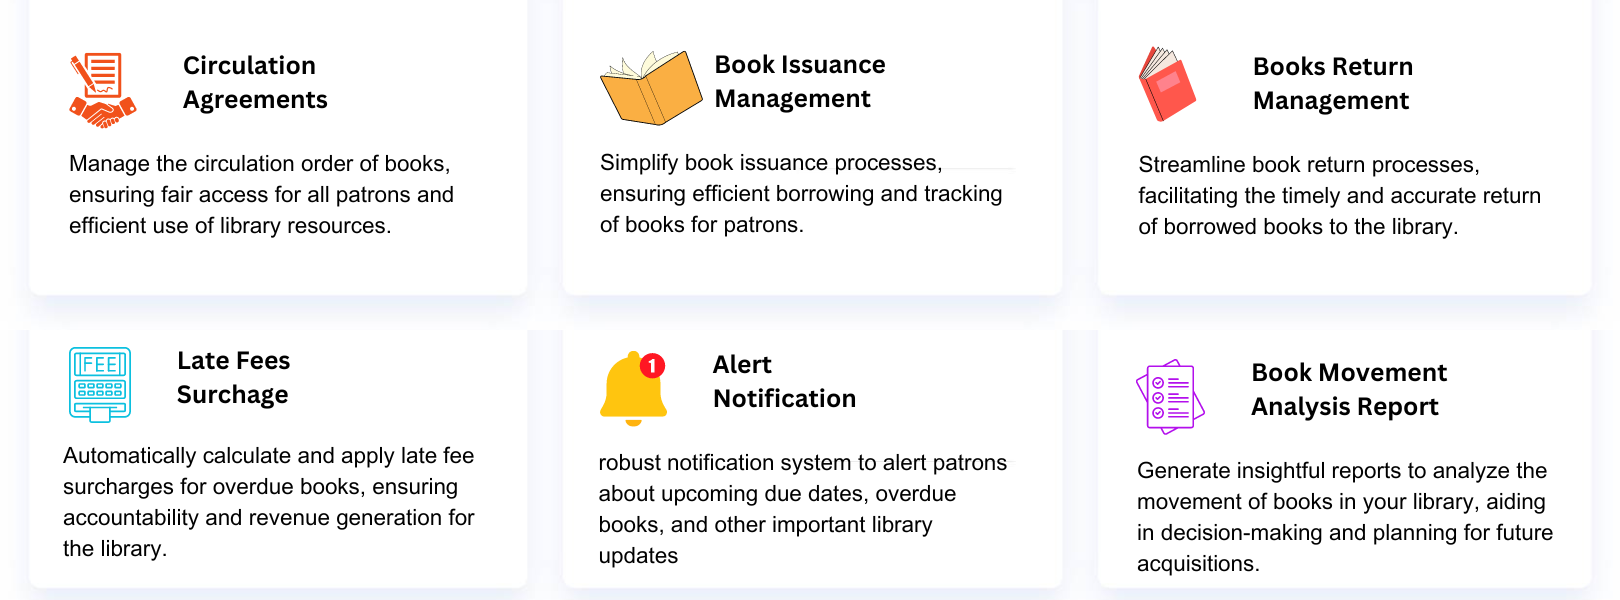 Circulation
Agreements
Manage the circulation order of books,
ensuring fair access for all patrons and
efficient use of library resources.
Book Issuance
Management
Simplify book issuance processes,
ensuring efficient borrowing and tracking
of books for patrons.
Books Return
Management
Streamline book return processes,
facilitating the timely and accurate return
of borrowed books to the library.
FEE
Late Fees
Surchage
Automatically calculate and apply late fee
surcharges for overdue books, ensuring
accountability and revenue generation for
the library.
1
Alert
Notification
robust notification system to alert patrons
about upcoming due dates, overdue
books, and other important library
updates
Book Movement
Analysis Report
Generate insightful reports to analyze the
movement of books in your library, aiding
in decision-making and planning for future
acquisitions.